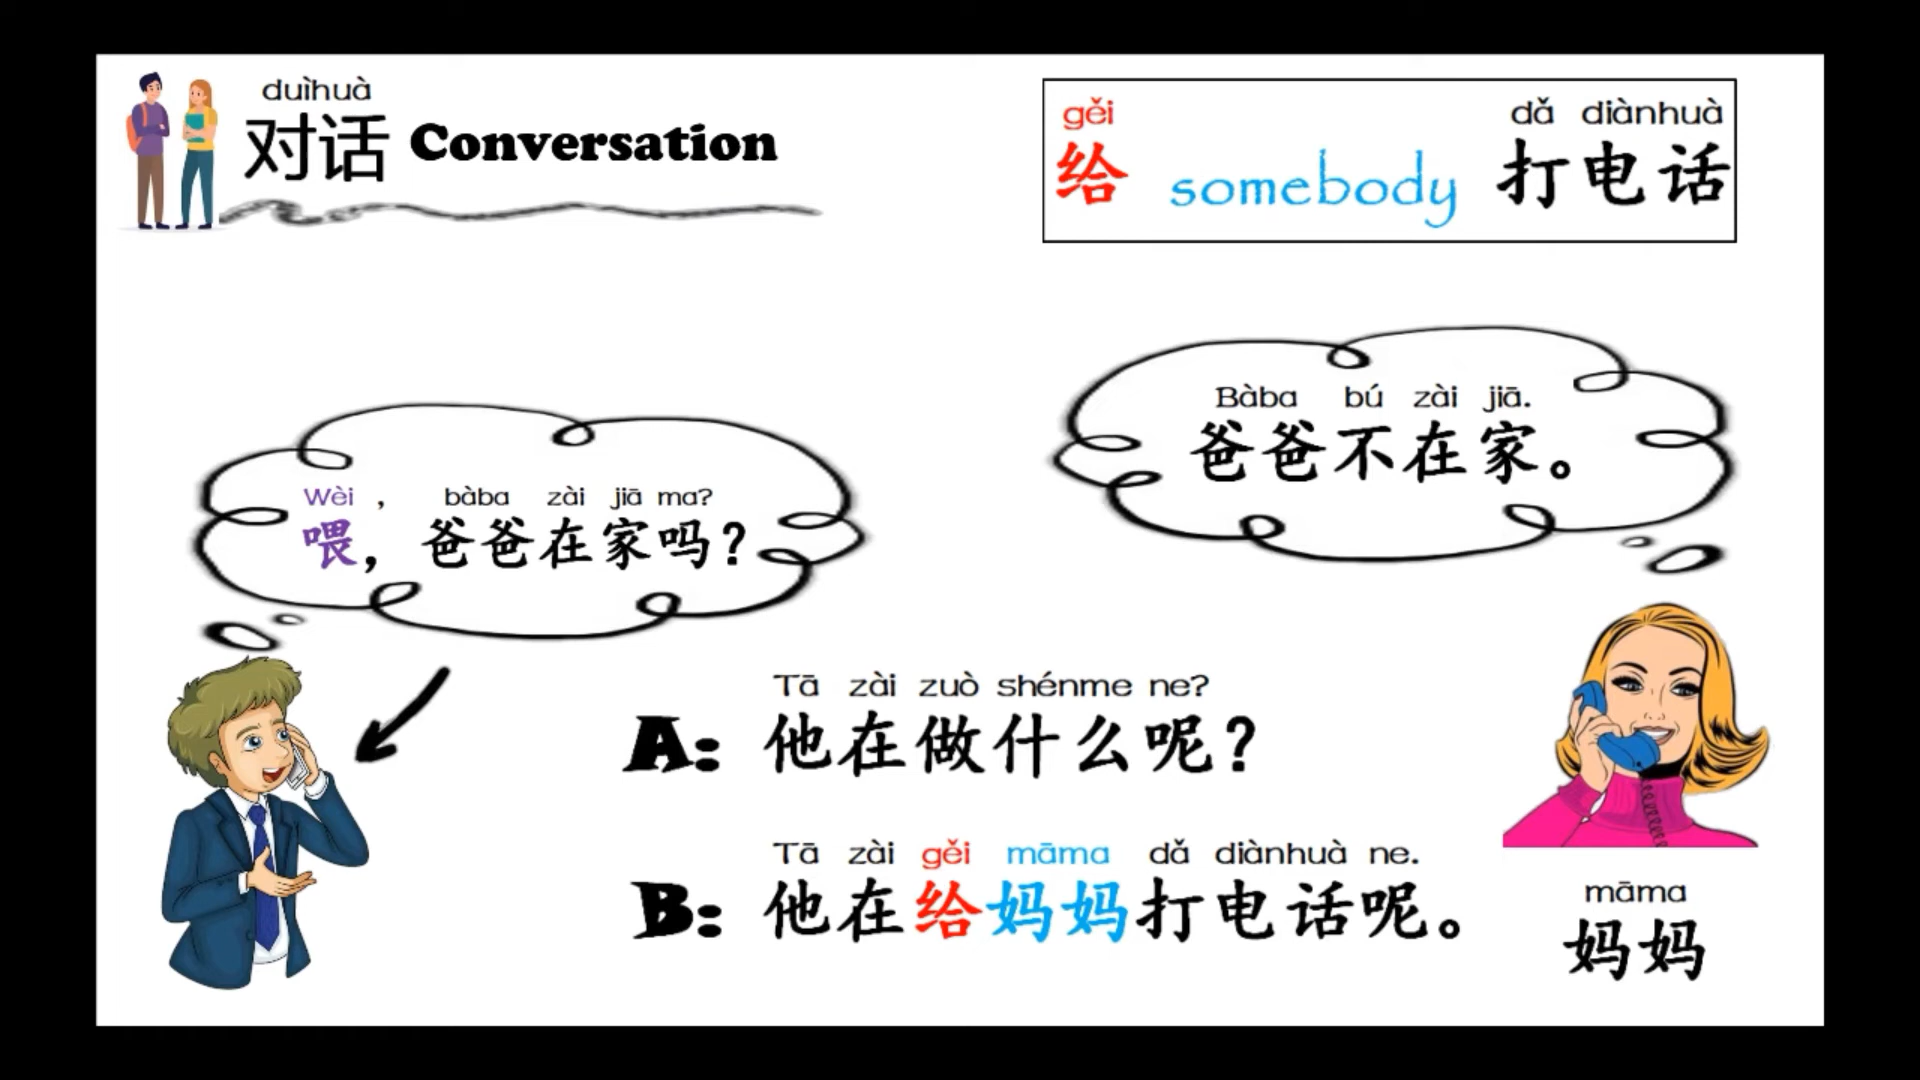 duìhuà
对话 Conversation
gěi dǎ diànhuà
给 somebody 打电话
Bàba bú zài jiā.
爸爸不在家。
Wèi , bàba zài jiā ma?
喂，爸爸在家吗？
Tā zài zuò shénme ne?
A: 他在做什么呢？
Tā zài gěi māma dǎ diànhuà ne.
B: 他在给妈妈打电话呢。
māma
妈妈